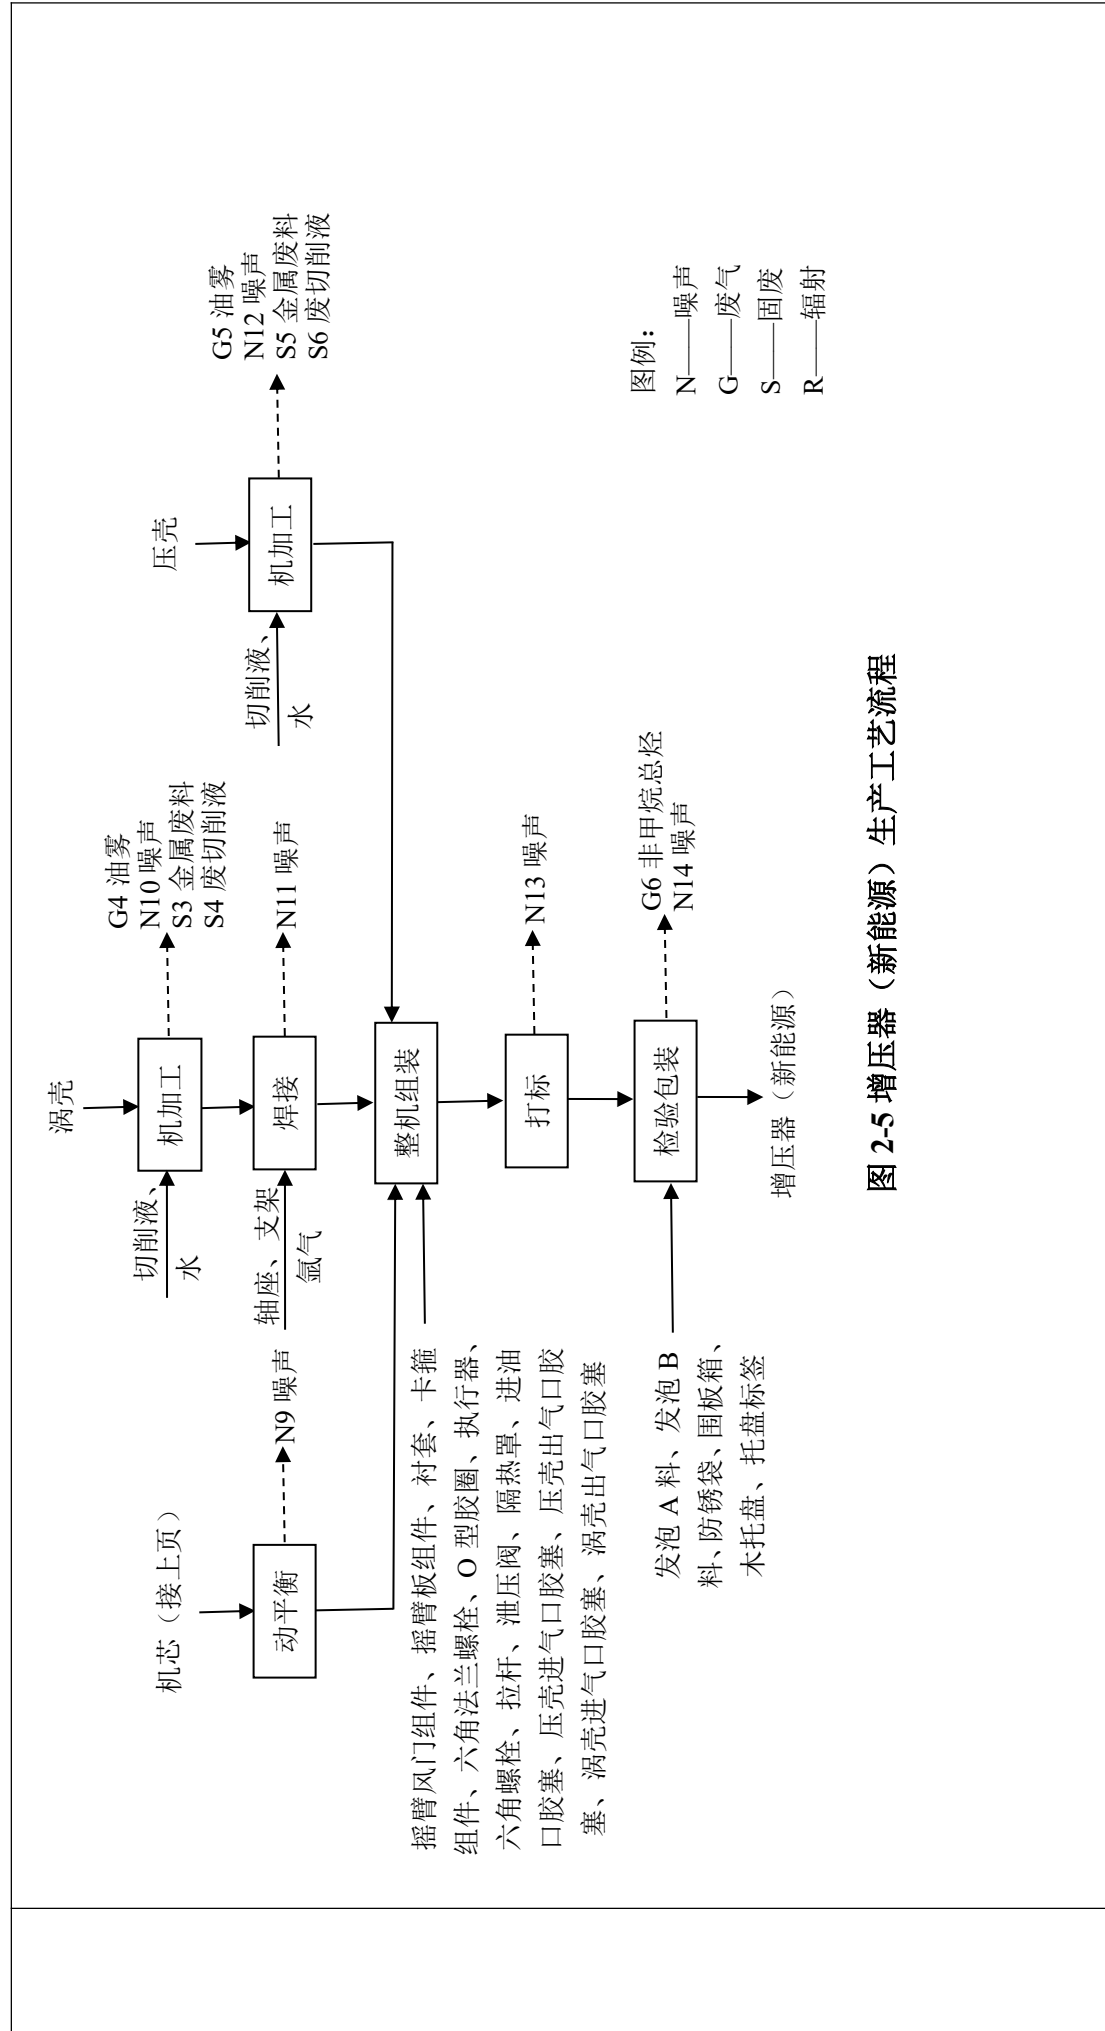 机芯（接上页）
动平衡
N9 噪声
涡壳
切削液、
水
机加工
G4 油雾
N10 噪声
S3 金属废料
S4 废切削液
轴座、支架
氩气
焊接
N11 噪声
压壳
切削液、
水
机加工
G5 油雾
N12 噪声
S5 金属废料
S6 废切削液
摇臂风门组件、摇臂板组件、衬套、卡箍
组件、六角法兰螺栓、O 型胶圈、执行器、
六角螺栓、拉杆、泄压阀、隔热罩、进油
口胶塞、压壳进气口胶塞、压壳出气口胶
塞、涡壳进气口胶塞、涡壳出气口胶塞
整机组装
打标
N13 噪声
发泡 A 料、发泡 B
料、防锈袋、围板箱、
木托盘、托盘标签
检验包装
G6 非甲烷总烃
N14 噪声
增压器（新能源）
图例：
N——噪声
G——废气
S——固废
R——辐射
图 2-5 增压器（新能源）生产工艺流程